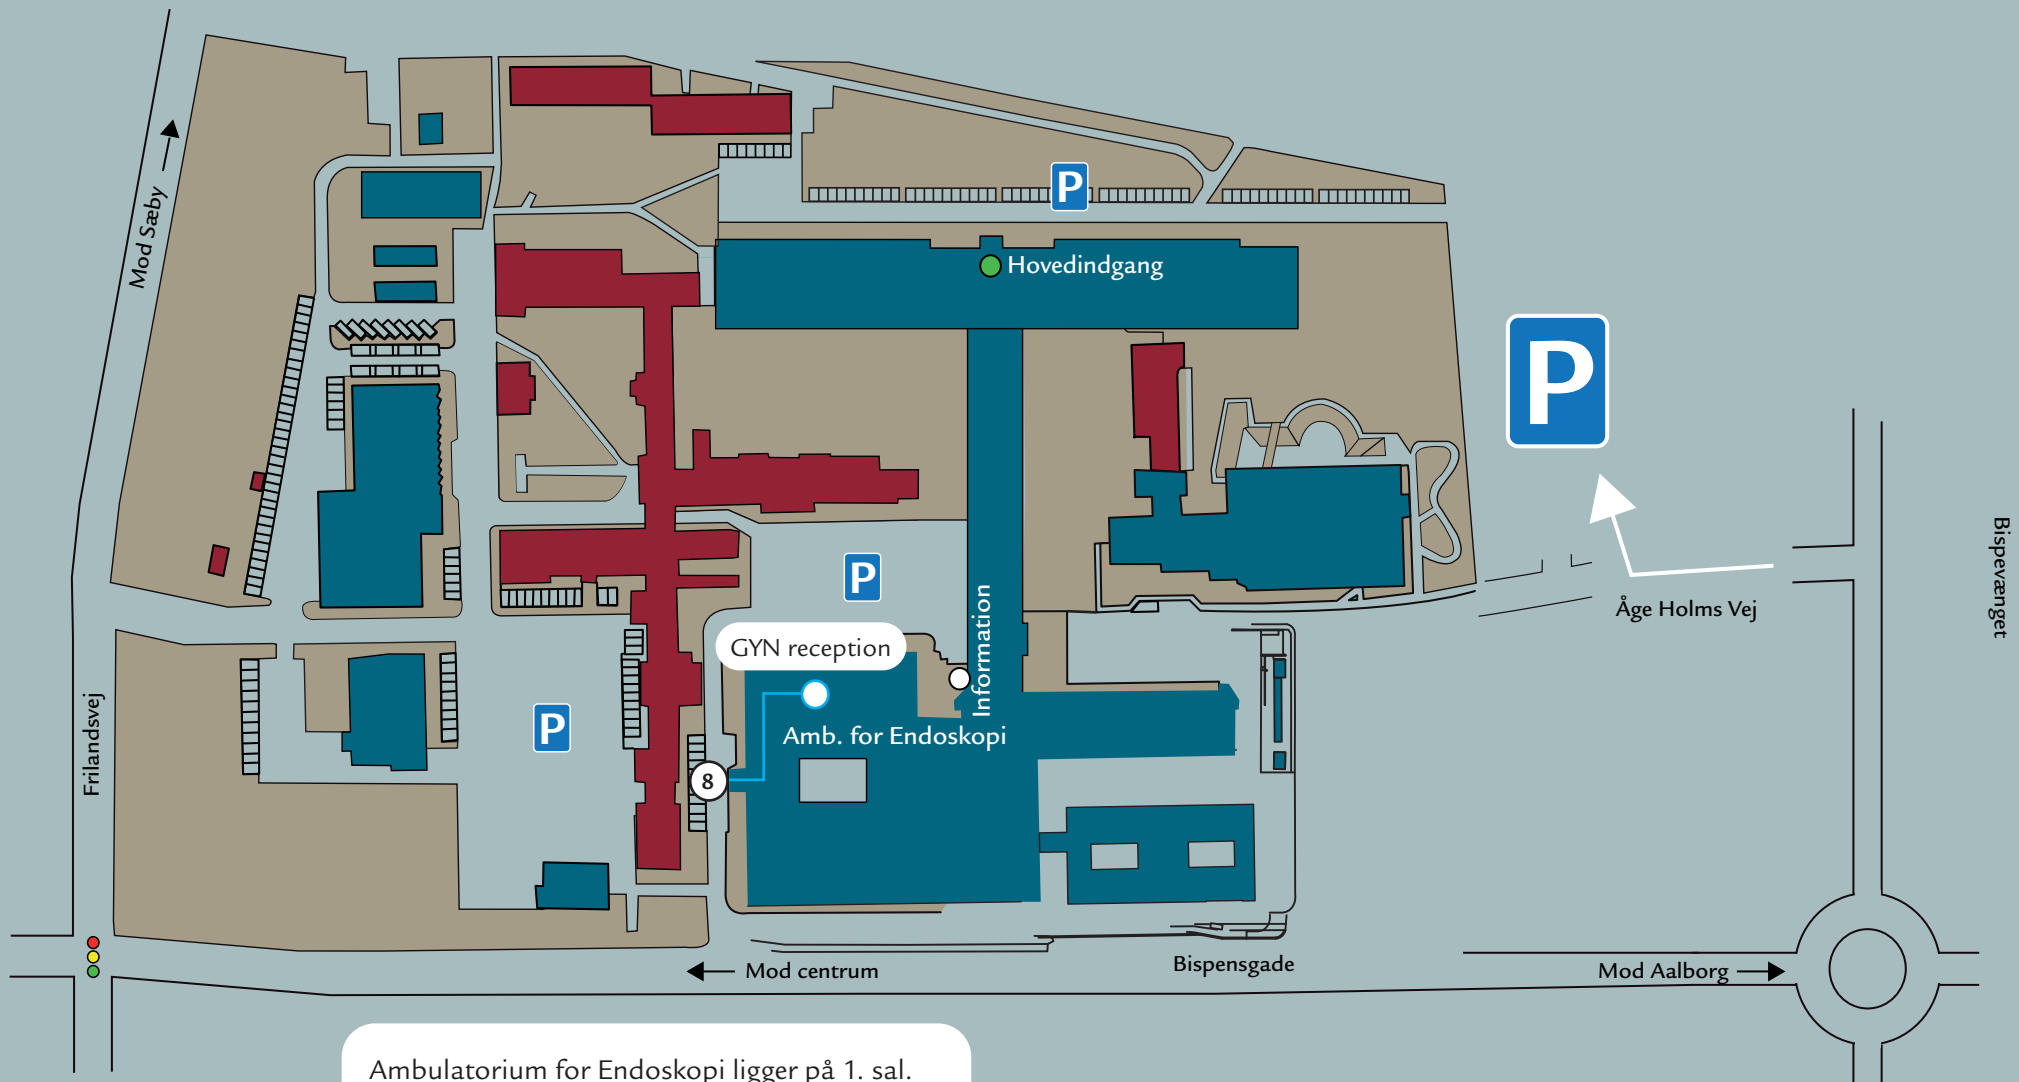 Mod Sæby
P
Hovedindgang
P
Bispevænget
P
Information
Åge Holms Vej
GYN reception
P
Frilandsvej
Amb. for Endoskopi
8
Mod centrum
Bispensgade
Mod Aalborg
Ambulatorium for Endoskopi ligger på 1. sal.